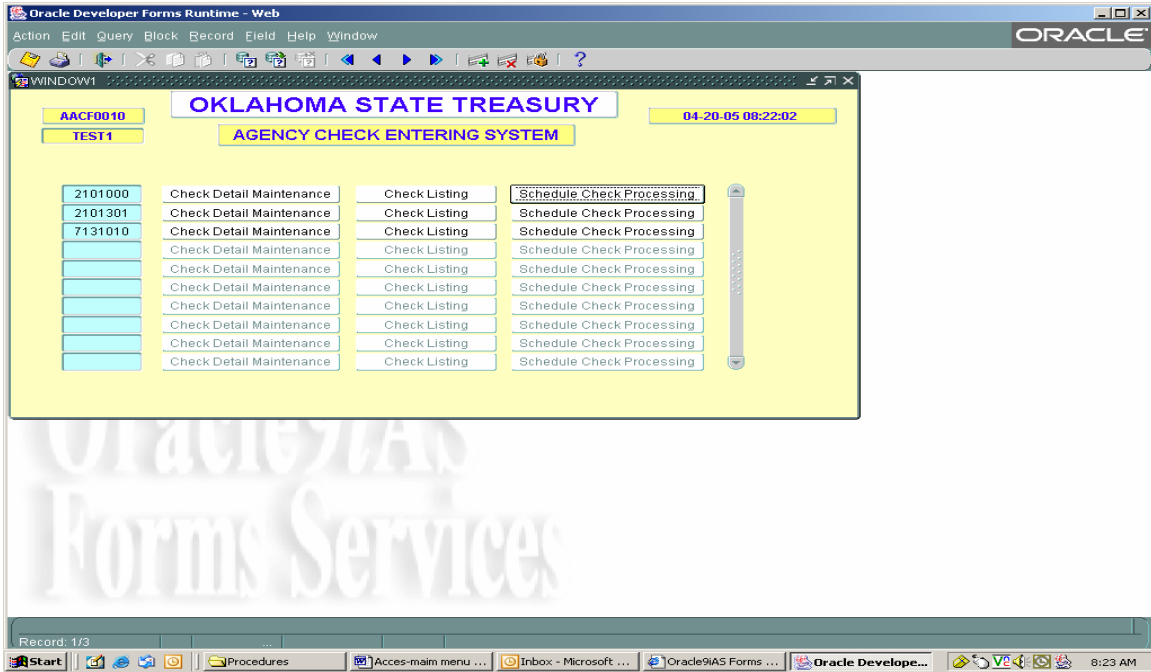 Oracle Developer Forms Runtime - Web
Action Edit Query Block Record Field Help Window
ORACLE
WINDOW1
OKLAHOMA STATE TREASURY
AACF0010
04-20-05 08:22:02
TEST1
AGENCY CHECK ENTERING SYSTEM
2101000 Check Detail Maintenance Check Listing Schedule Check Processing
2101301 Check Detail Maintenance Check Listing Schedule Check Processing
7131010 Check Detail Maintenance Check Listing Schedule Check Processing
Check Detail Maintenance Check Listing Schedule Check Processing
Check Detail Maintenance Check Listing Schedule Check Processing
Check Detail Maintenance Check Listing Schedule Check Processing
Check Detail Maintenance Check Listing Schedule Check Processing
Check Detail Maintenance Check Listing Schedule Check Processing
Check Detail Maintenance Check Listing Schedule Check Processing
Check Detail Maintenance Check Listing Schedule Check Processing
Oracle9iAS
Forms Services
Record: 1/3 ...
Start Procedures Acces-maim menu ... Inbox - Microsoft ... Oracle9iAS Forms ... Oracle Develope... V2 8:23 AM